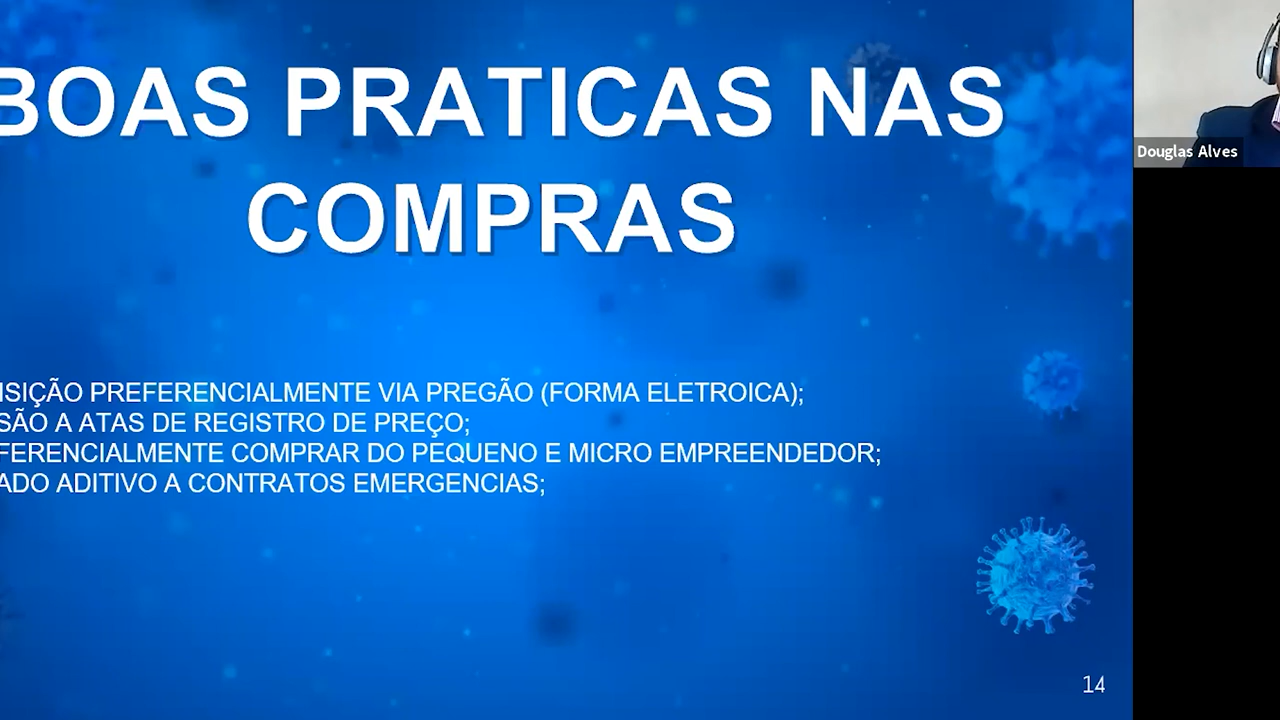 BOAS PRATICAS NAS
COMPRAS
ISIÇÃO PREFERENCIALMENTE VIA PREGÃO (FORMA ELETROICA);
SÃO A ATAS DE REGISTRO DE PREÇO;
FERENCIALMENTE COMPRAR DO PEQUENO E MICRO EMPREENDEDOR;
ADO ADITIVO A CONTRATOS EMERGENCIAS;
14
Douglas Alves